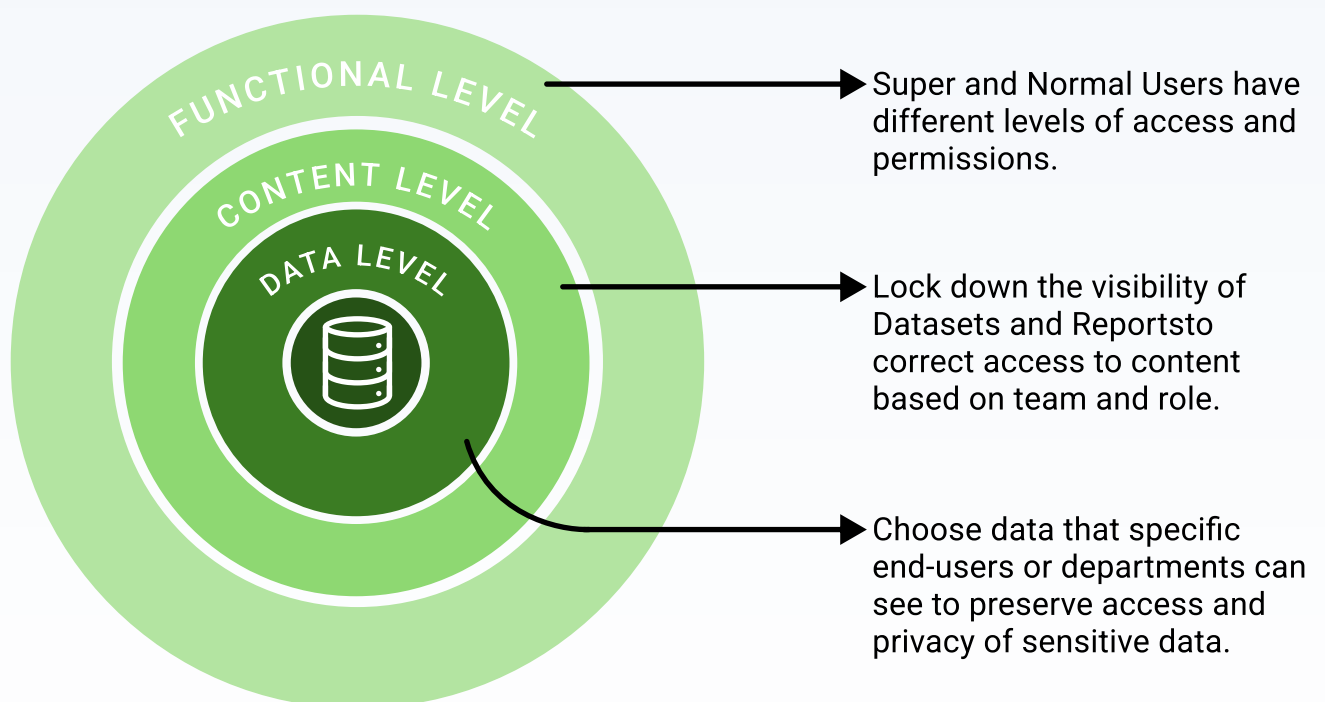 FUNCTIONAL LEVEL
CONTENT LEVEL
DATA LEVEL
Super and Normal Users have
different levels of access and
permissions.
Lock down the visibility of
Datasets and Reportsto
correct access to content
based on team and role.
Choose data that specific
end-users or departments can
see to preserve access and
privacy of sensitive data.